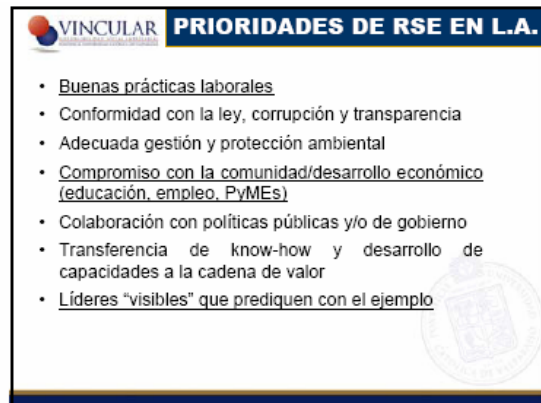 VINCULAR
PRIORIDADES DE RSE EN L.A.
• Buenas prácticas laborales
• Conformidad con la ley, corrupción y transparencia
• Adecuada gestión y protección ambiental
• Compromiso con la comunidad/desarrollo económico
(educación, empleo, PyMEs)
• Colaboración con políticas públicas y/o de gobierno
• Transferencia de know-how y desarrollo de
capacidades a la cadena de valor
• Líderes “visibles” que prediquen con el ejemplo